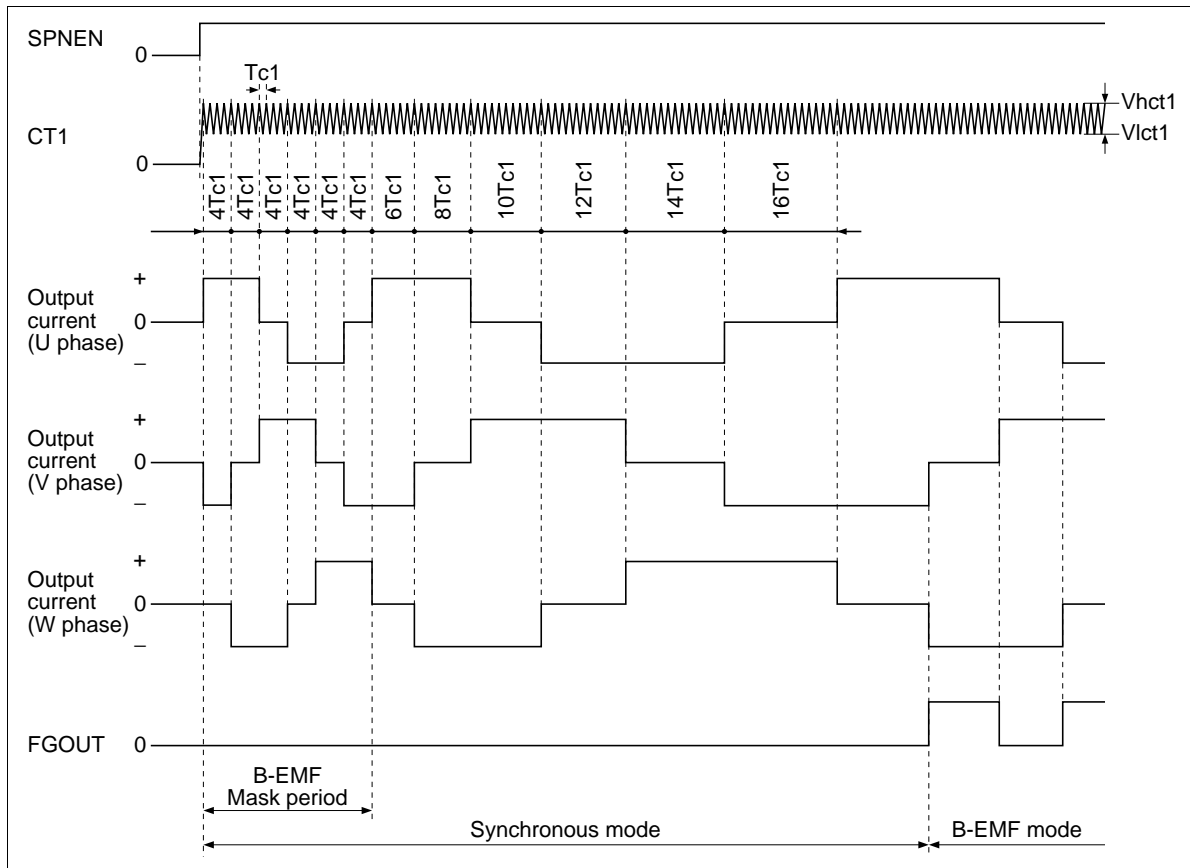 SPNEN
0
Tc1
CT1
0
Vhct1
Vlct1
4Tc1
4Tc1
4Tc1
4Tc1
4Tc1
4Tc1
6Tc1
8Tc1
10Tc1
12Tc1
14Tc1
16Tc1
+
Output
current
(U phase)
0
−
+
Output
current
(V phase)
0
−
+
Output
current
(W phase)
0
−
FGOUT
0
B-EMF
Mask period
Synchronous mode
B-EMF mode